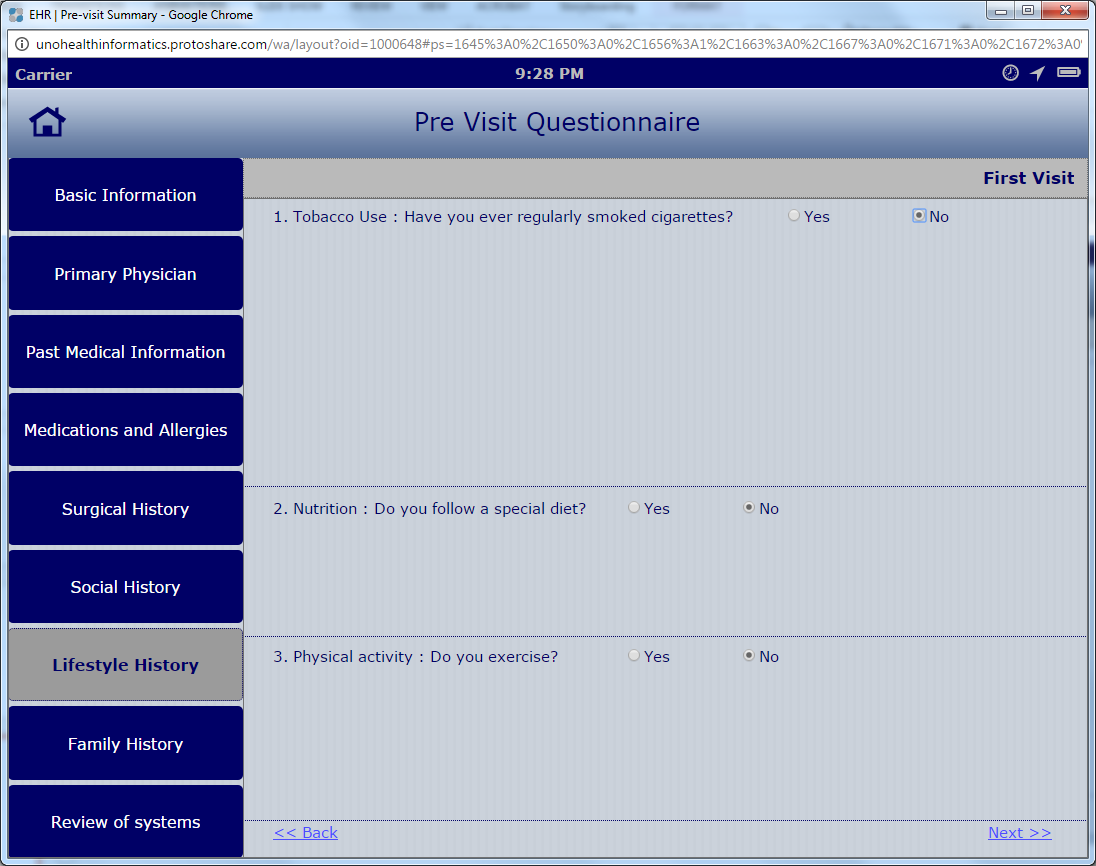 EHR | Pre-visit Summary - Google Chrome
unohealthinformatics.protoshare.com/wa/layout?oid=1000648#ps=1645%3A0%2C1650%3A0%2C1656%3A1%2C1663%3A0%2C1667%3A0%2C1671%3A0%2C1672%3A0
Carrier 9:28 PM
Pre Visit Questionnaire
Basic Information
Primary Physician
Past Medical Information
Medications and Allergies
Surgical History
Social History
Lifestyle History
Family History
Review of systems
First Visit
1. Tobacco Use : Have you ever regularly smoked cigarettes? Yes No
2. Nutrition : Do you follow a special diet? Yes No
3. Physical activity : Do you exercise? Yes No
<< Back Next >>